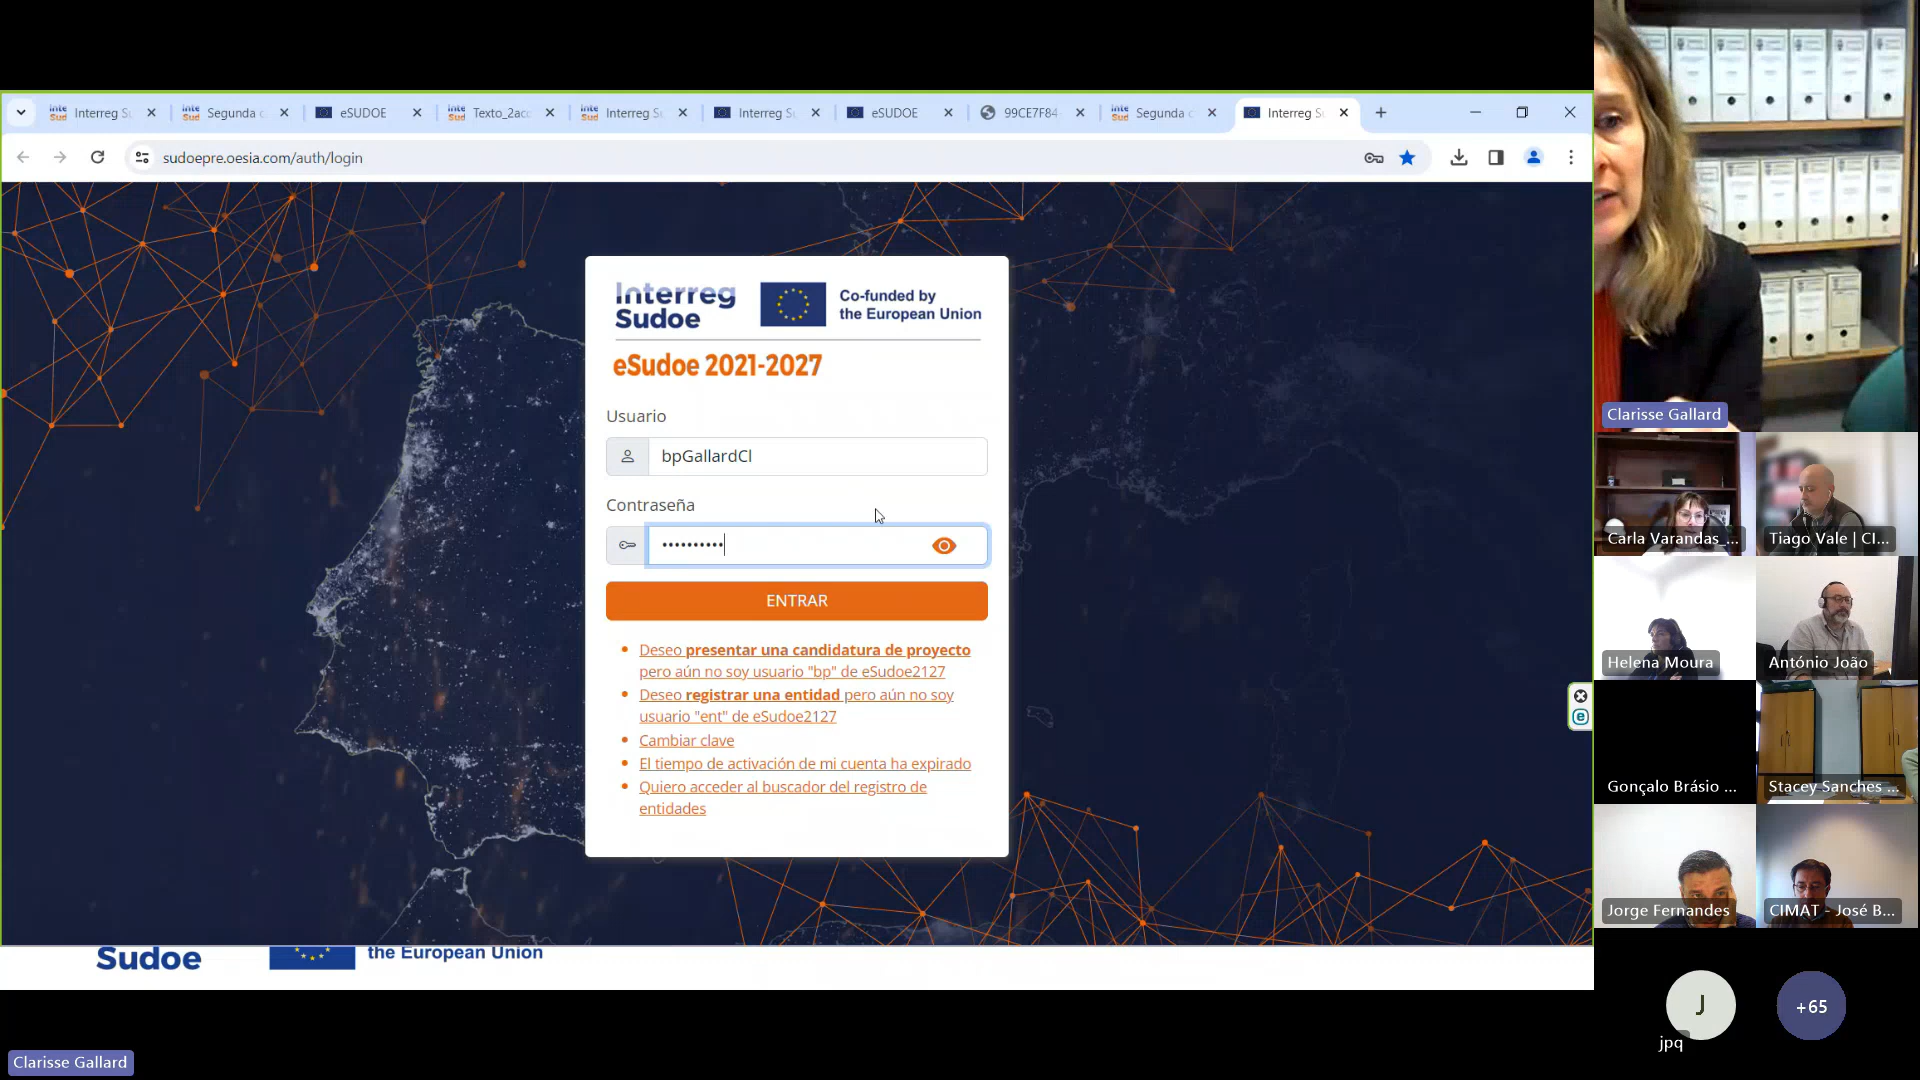 Interreg S
Segunda c
eSUDOE
Texto_2acc
Interreg S
Interreg S
eSUDOE
99CE7F84
Segunda c
Interreg S
sudoepre.oesia.com/auth/login
Interreg
Sudoe
Co-funded by
the European Union
eSudoe 2021-2027
Usuario
bpGallardCl
Contraseña
••••••••••
ENTRAR
Deseo presentar una candidatura de proyecto
pero aún no soy usuario "bp" de eSudoe2127
Deseo registrar una entidad pero aún no soy
usuario "ent" de eSudoe2127
Cambiar clave
El tiempo de activación de mi cuenta ha expirado
Quiero acceder al buscador del registro de
entidades
Sudoe
the European Union
Clarisse Gallard
Clarisse Gallard
Carla Varandas_...
Tiago Vale | CI...
Helena Moura
António João
Gonçalo Brásio ...
Stacey Sanches ...
Jorge Fernandes
CIMAT - José B...
J
jpq
+65